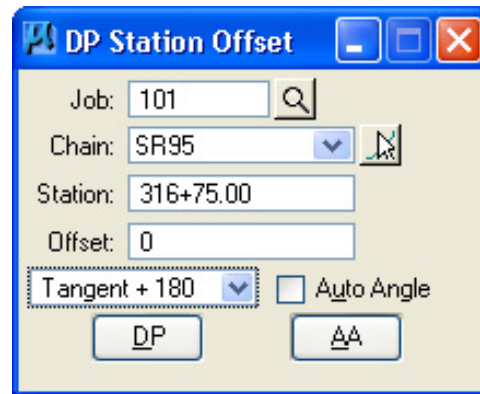 DP Station Offset
Job: 101
Chain: SR95
Station: 316+75.00
Offset: 0
Tangent + 180 Auto Angle
DP AA